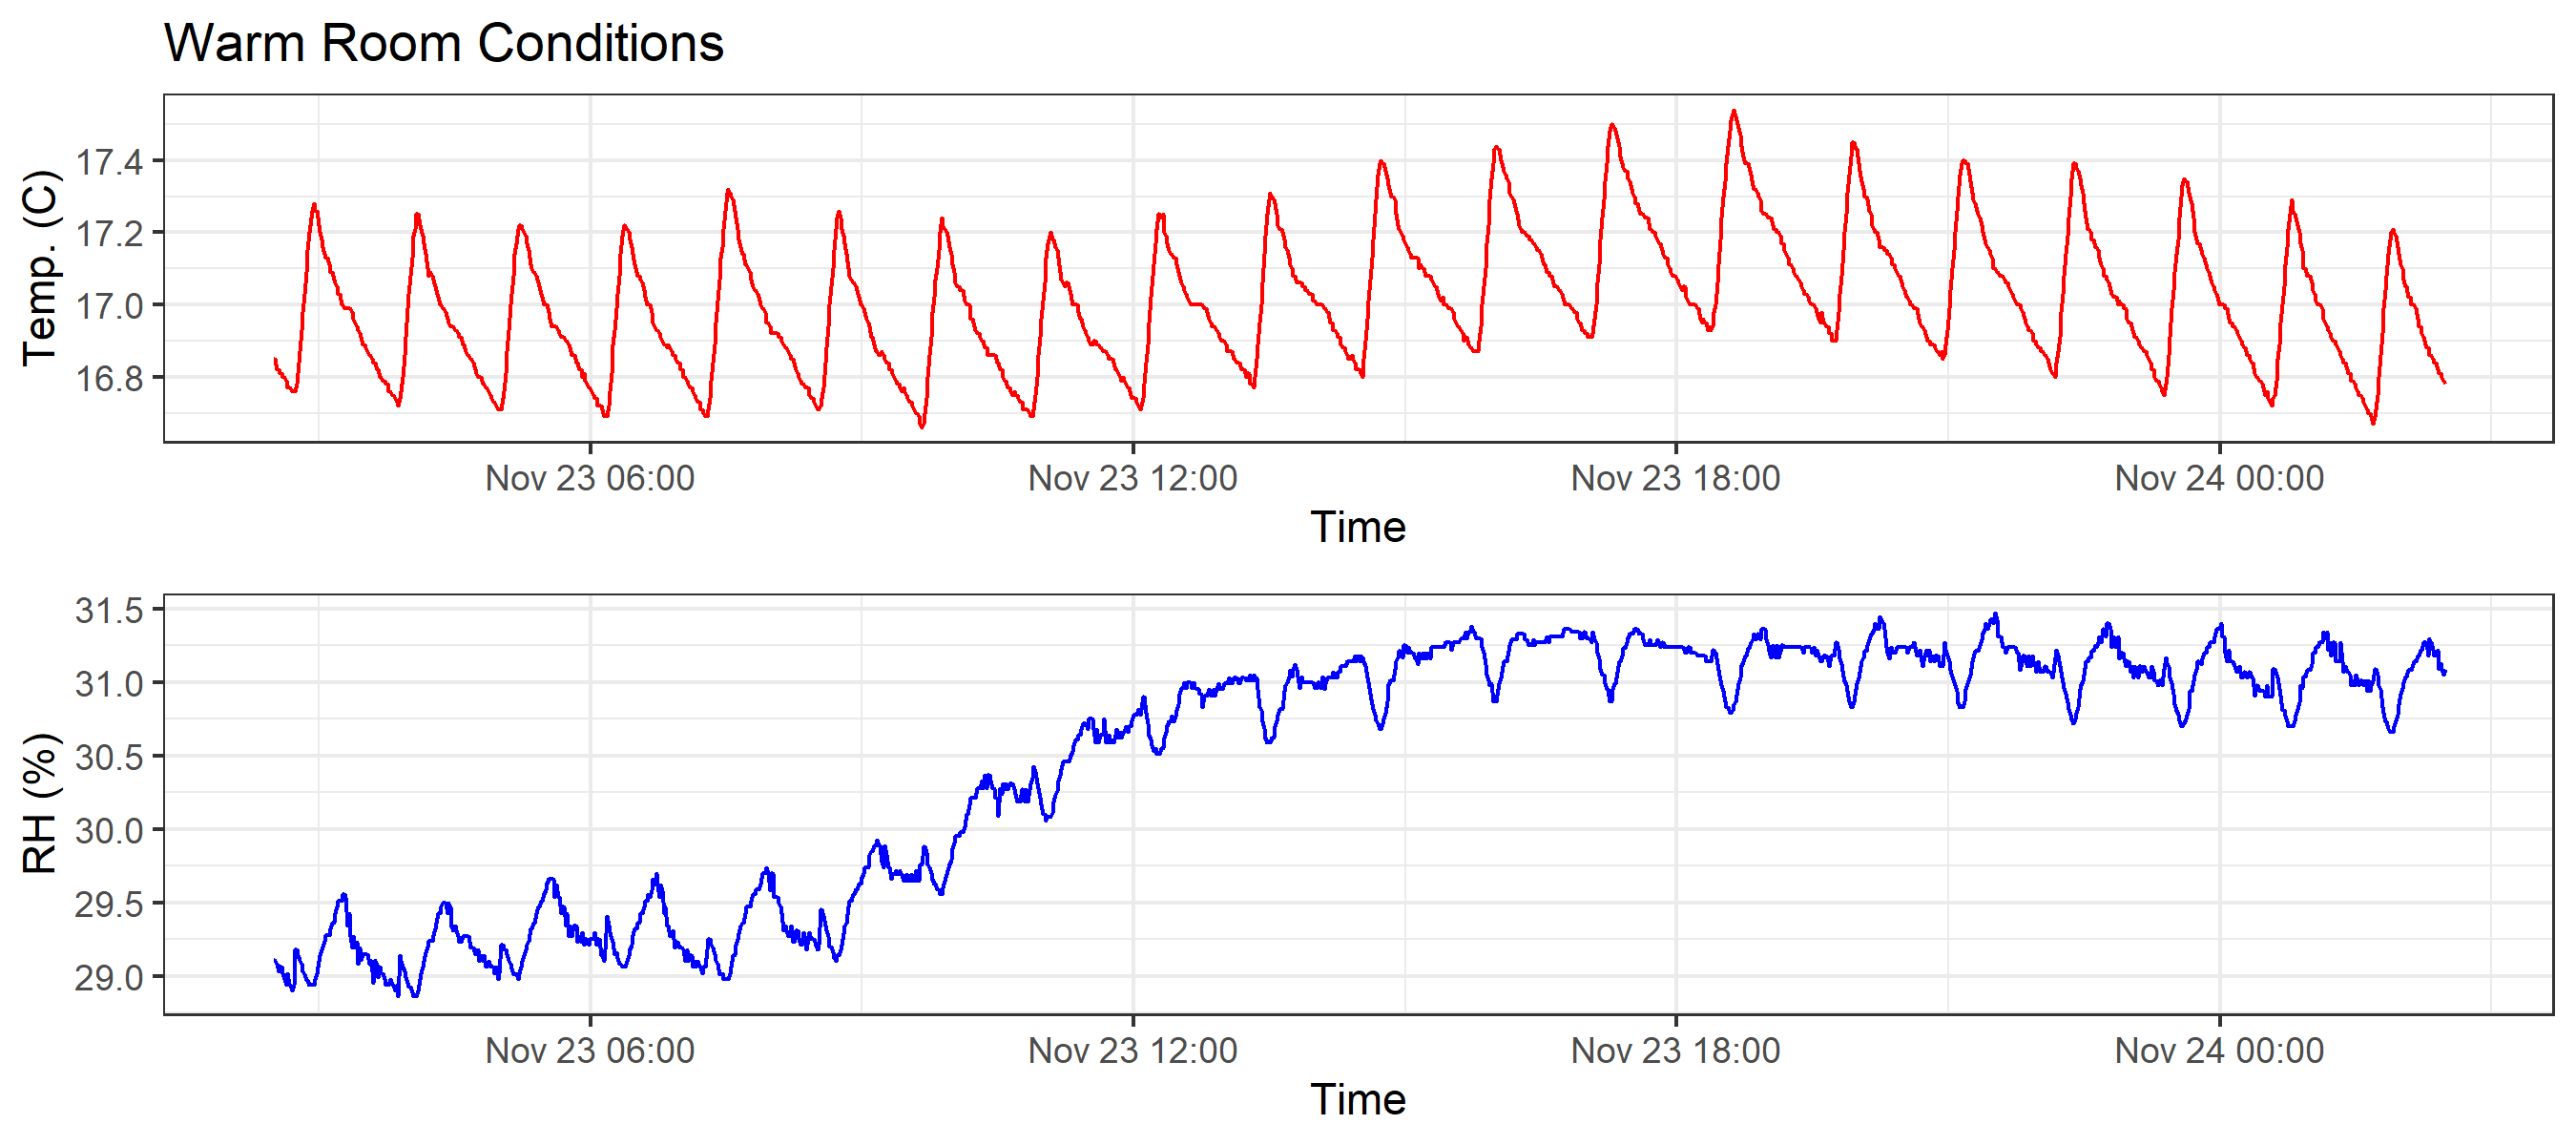 Warm Room Conditions
Temp. (C)
17.4
17.2
17.0
16.8
Nov 23 06:00 Nov 23 12:00 Nov 23 18:00 Nov 24 00:00
Time
RH (%)
31.5
31.0
30.5
30.0
29.5
29.0
Nov 23 06:00 Nov 23 12:00 Nov 23 18:00 Nov 24 00:00
Time